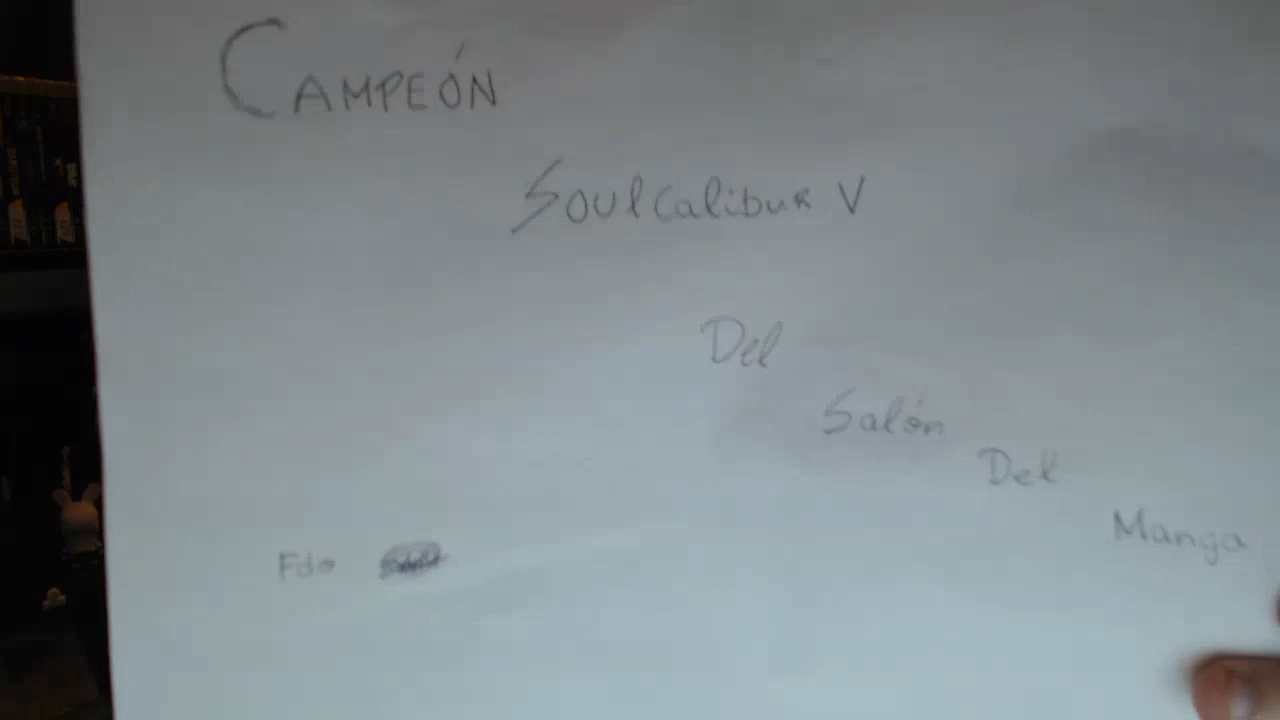 CAMPEÓN
Soulcalibur V
Del
Salón
Del
Manga
Fdo